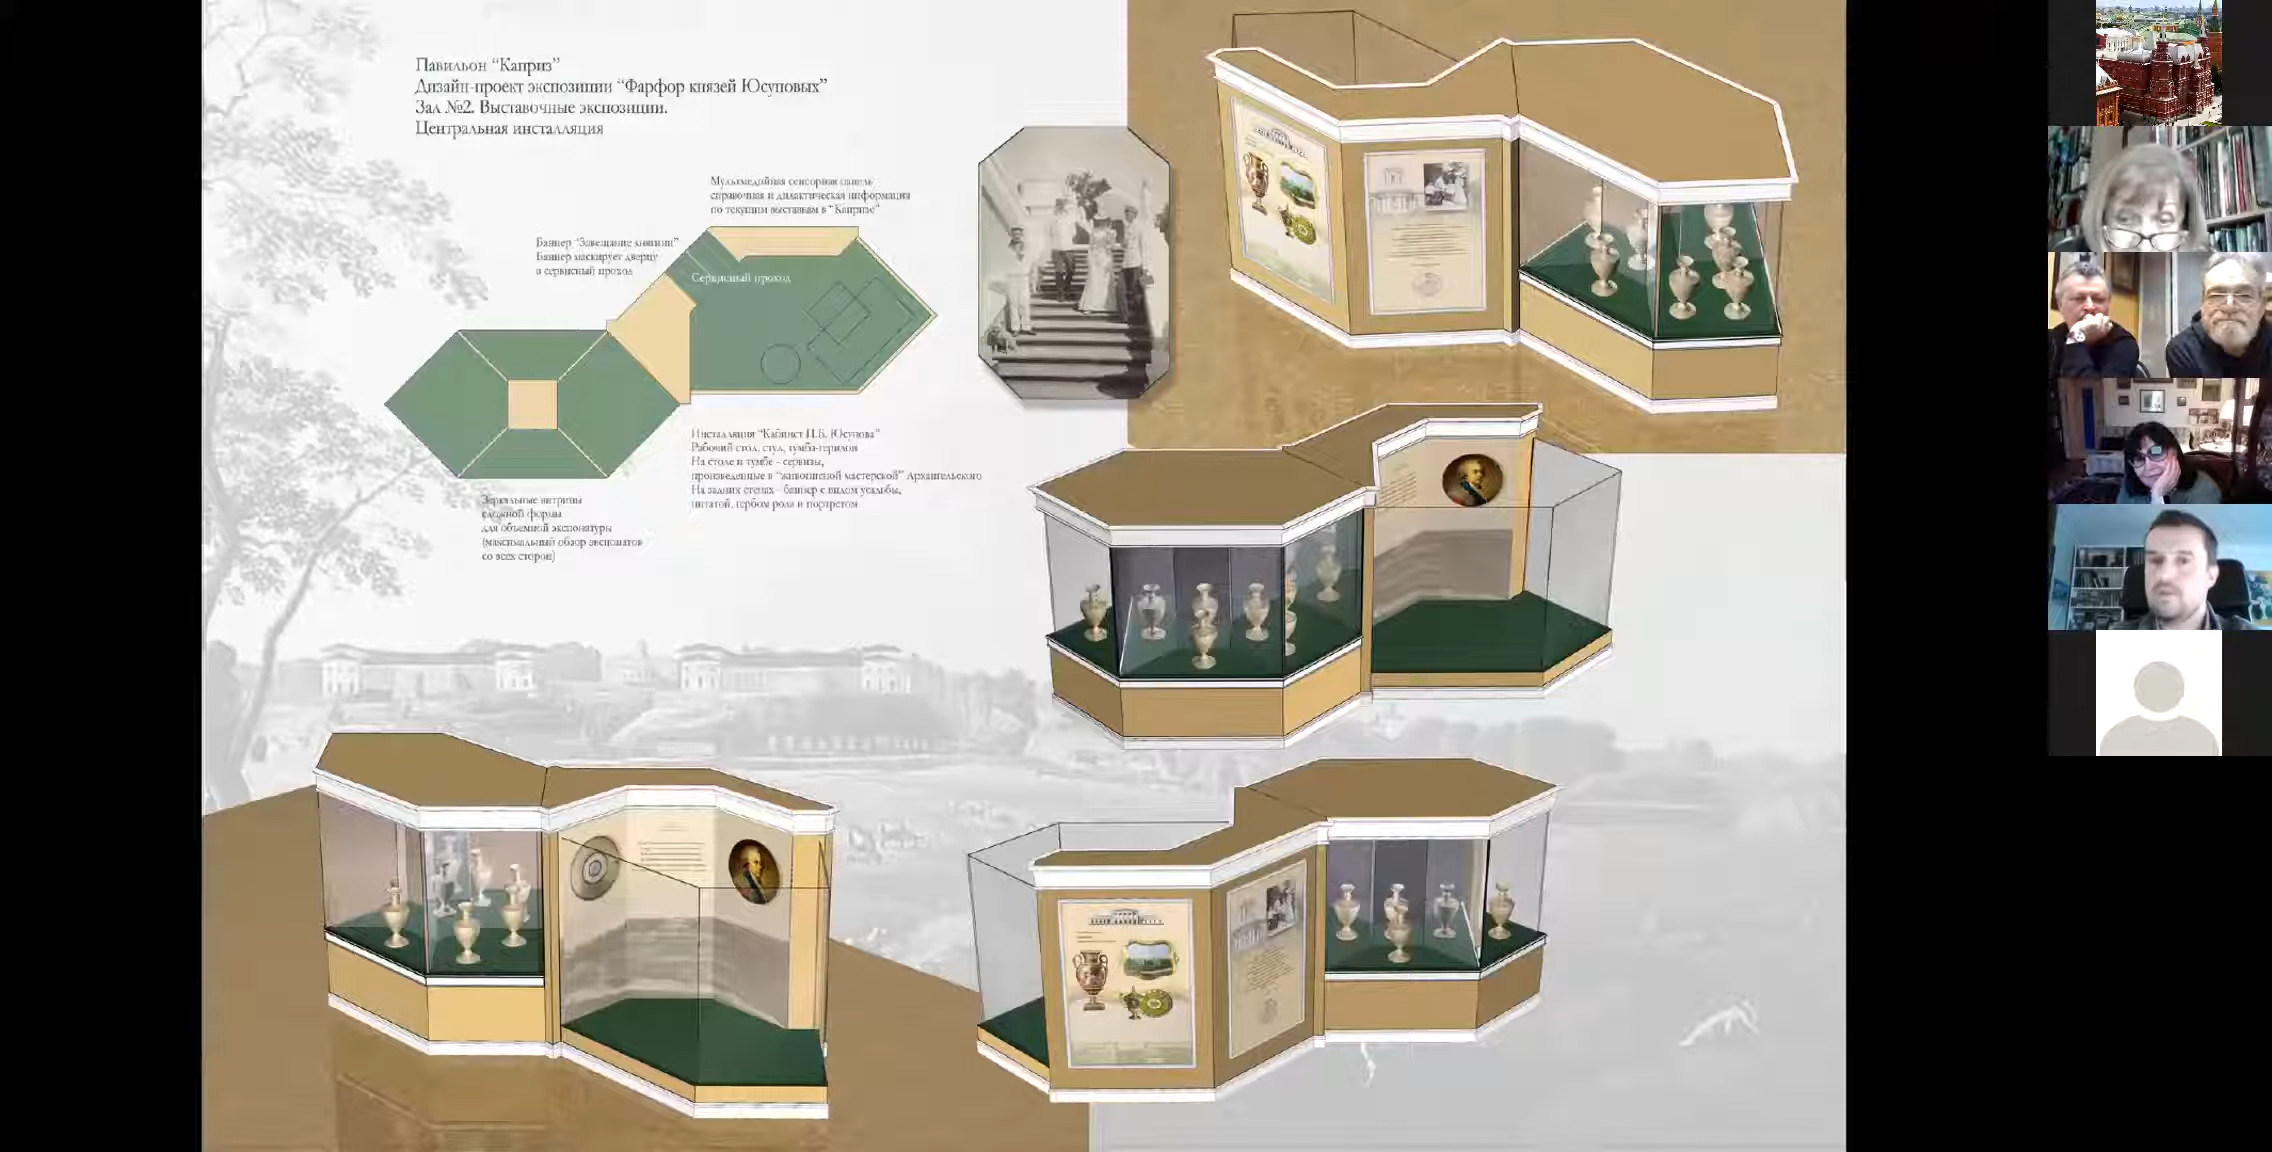 Павильон “Каприз”
Дизайн-проект экспозиции “Фарфор князей Юсуповых”
Зал №2. Выставочные экспозиции.
Центральная инсталляция
Мультимедийная сенсорная панель
справочная и дидактическая информация
по текущим выставкам в “Капризе”
Баннер “Завещание княгини”
Баннер маскирует дверцу
в сервисный проход
Сервисный проход
Инсталляция “Кабинет Н.Б. Юсупова”
Рабочий стол, стул, тумба-геридон
На столе и тумбе - сервизы,
произведенные в “живописной мастерской” Архангельского
На задних стенах - баннер с видом усадьбы,
цитатой, гербом рода и портретом
Зеркальные витрины
сложной формы
для объемной экспонатуры
(максимальный обзор экспонатов
со всех сторон)